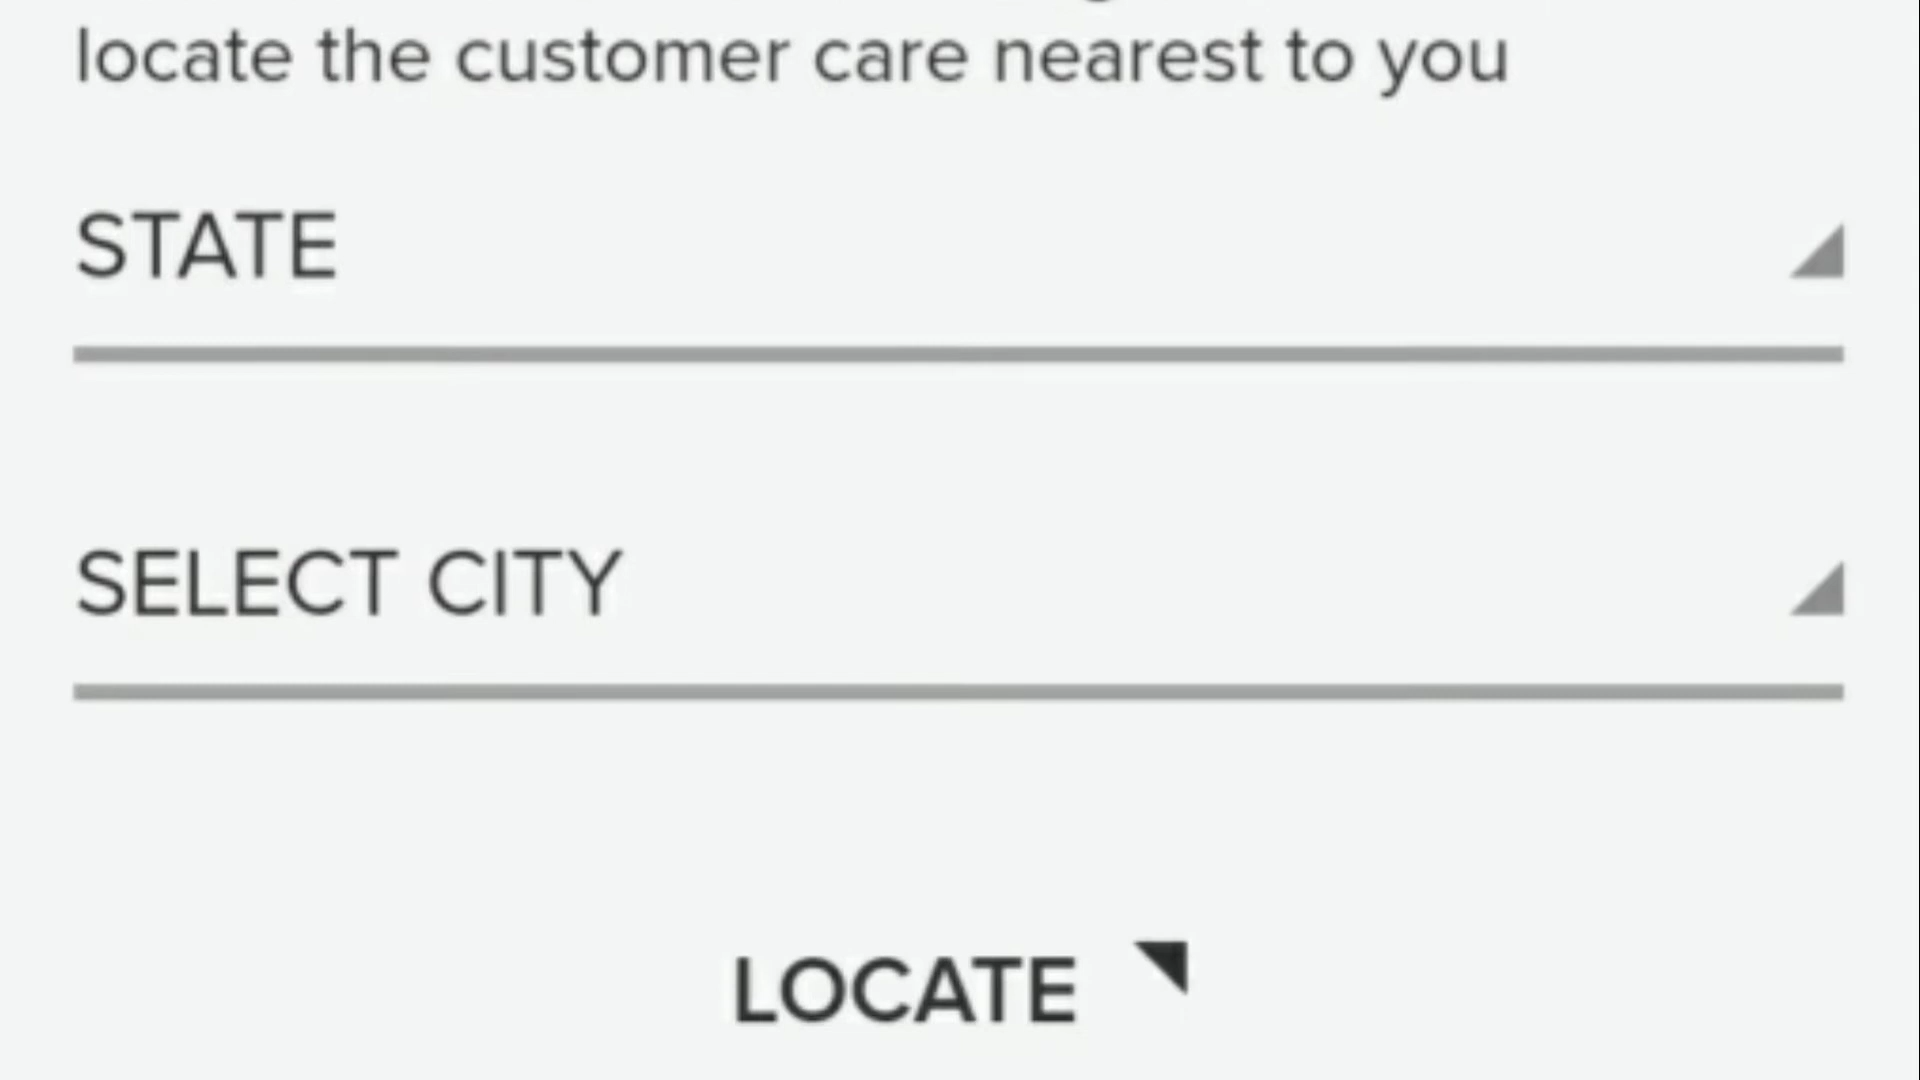 locate the customer care nearest to you
STATE
SELECT CITY
LOCATE